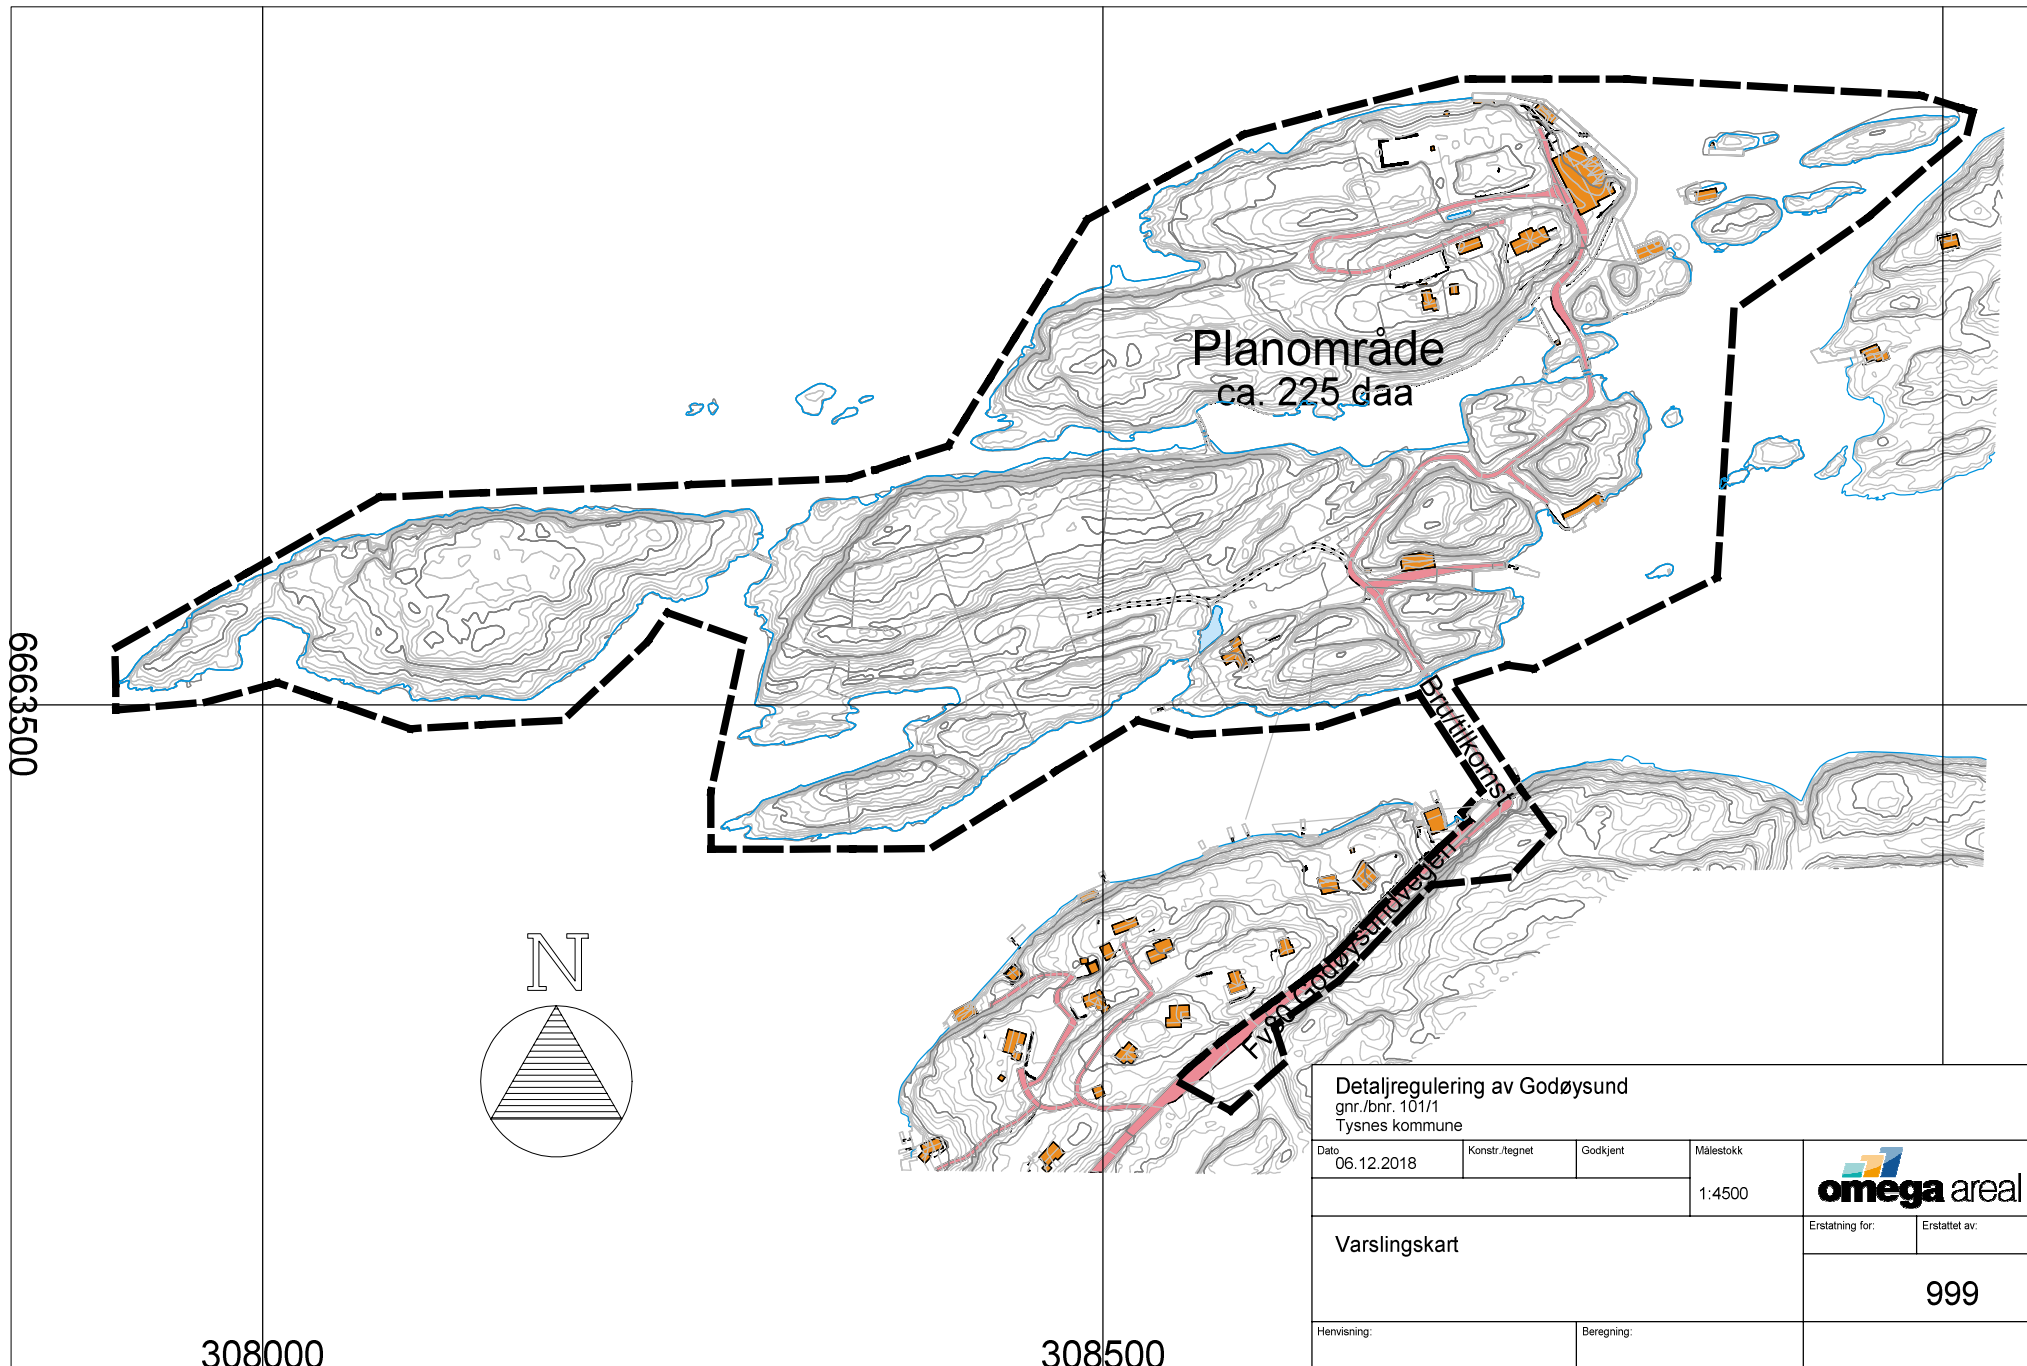 Planområde
ca. 225 daa
6663500
Bru/tilkomst
Fv80 Godøysundvegen
N
308000
308500
Detaljregulering av Godøysund
gnr./bnr. 101/1
Tysnes kommune
Dato
06.12.2018
Konstr./tegnet
Godkjent
Målestokk
1:4500
omega areal
Varslingskart
Erstatning for:
Erstattet av:
999
Henvisning:
Beregning: